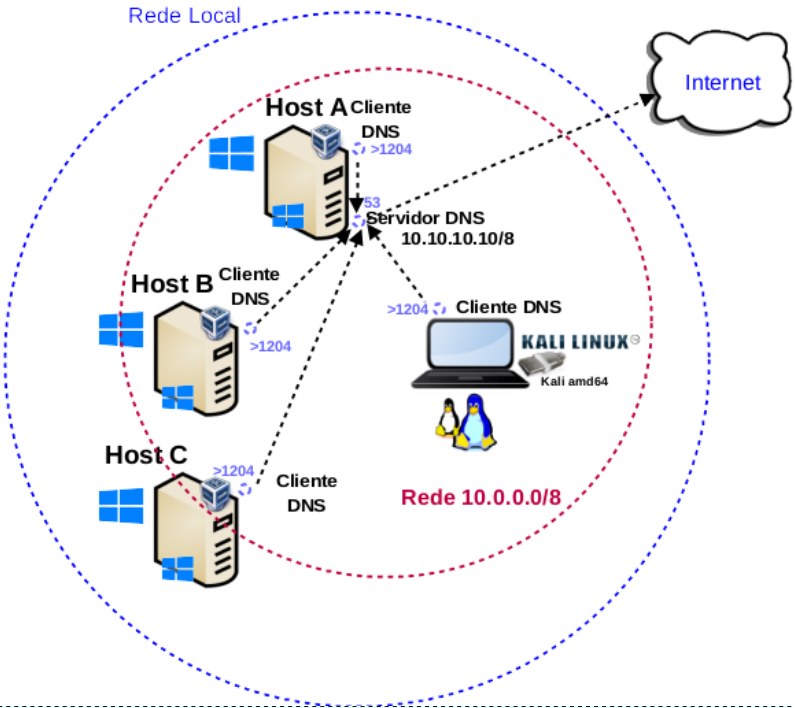 Rede Local
Internet
Host A
Cliente
DNS
>1204
53
Servidor DNS
10.10.10.10/8
Host B
Cliente
DNS
>1204
>1204
Cliente DNS
KALI LINUX
Kali amd64
Host C
>1204
Cliente
DNS
Rede 10.0.0.0/8